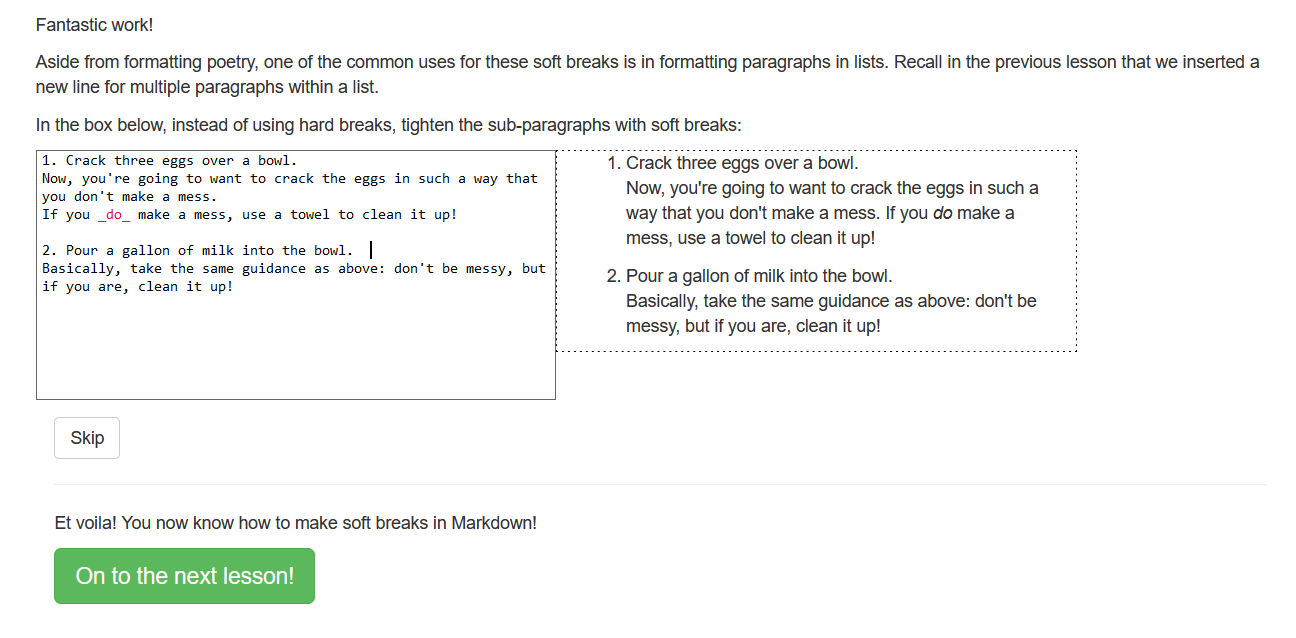 Fantastic work!
Aside from formatting poetry, one of the common uses for these soft breaks is in formatting paragraphs in lists. Recall in the previous lesson that we inserted a
new line for multiple paragraphs within a list.
In the box below, instead of using hard breaks, tighten the sub-paragraphs with soft breaks:
1. Crack three eggs over a bowl.
Now, you're going to want to crack the eggs in such a way that
you don't make a mess.
If you _do_ make a mess, use a towel to clean it up!
2. Pour a gallon of milk into the bowl.
Basically, take the same guidance as above: don't be messy, but
if you are, clean it up!
1. Crack three eggs over a bowl.
Now, you're going to want to crack the eggs in such a
way that you don't make a mess. If you do make a
mess, use a towel to clean it up!
2. Pour a gallon of milk into the bowl.
Basically, take the same guidance as above: don't be
messy, but if you are, clean it up!
Skip
Et voila! You now know how to make soft breaks in Markdown!
On to the next lesson!